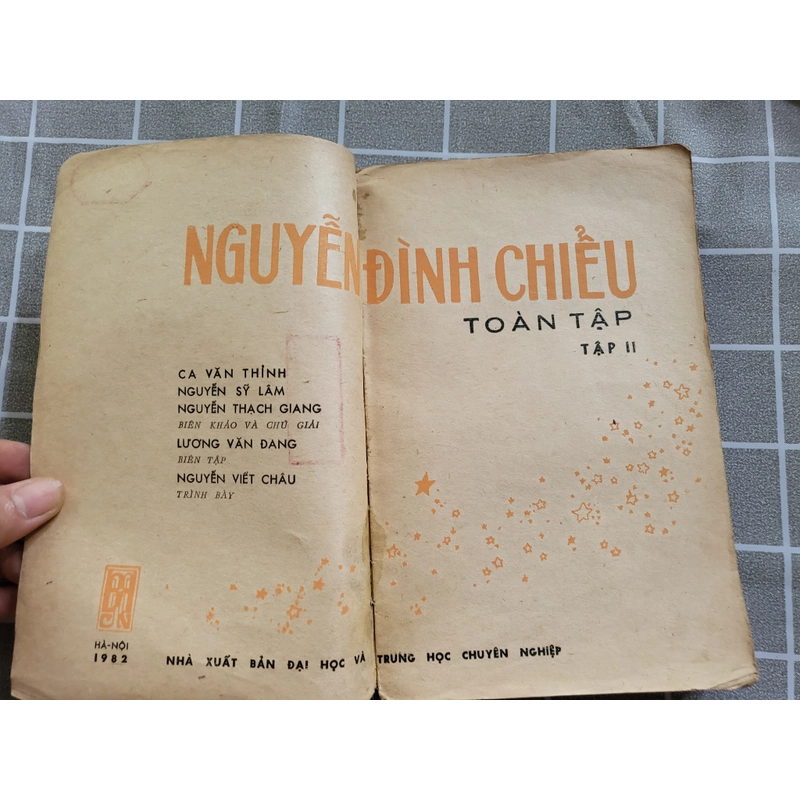 NGUYỄN ĐÌNH CHIỂU
TOÀN TẬP
TẬP II
CA VĂN THỈNH
NGUYỄN SỸ LÂM
NGUYỄN THẠCH GIANG
BIÊN KHẢO VÀ CHÚ GIẢI
LƯƠNG VĂN ĐANG
BIÊN TẬP
NGUYỄN VIẾT CHÂU
TRÌNH BÀY
HÀ-NỘI
1982
NHÀ XUẤT BẢN ĐẠI HỌC VÀ TRUNG HỌC CHUYÊN NGHIỆP